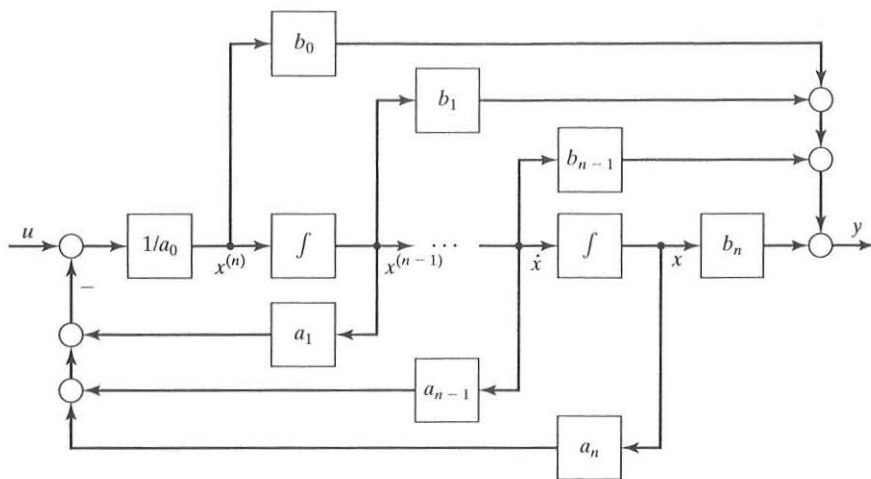 b₀
b₁
bₙ₋₁
u
1/a₀
x⁽ⁿ⁾
∫
x⁽ⁿ⁻¹⁾
···
ẋ
∫
x
bₙ
y
−
a₁
aₙ₋₁
aₙ